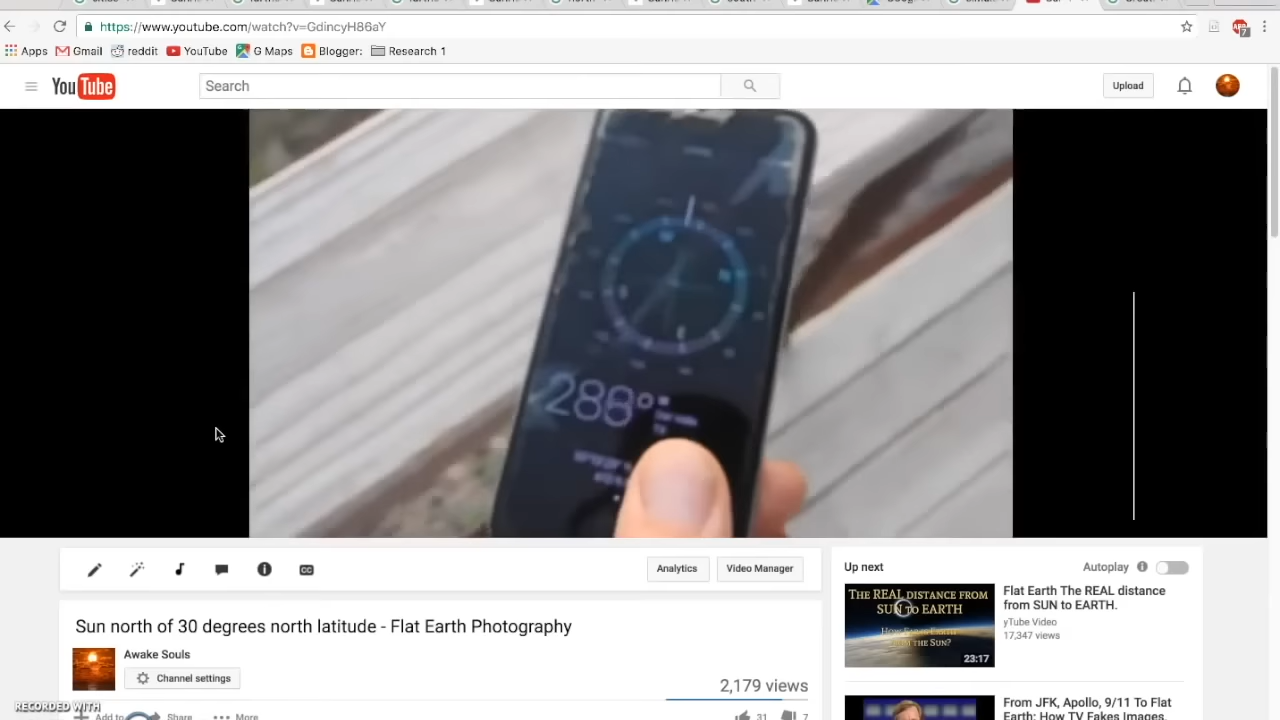 https://www.youtube.com/watch?v=GdincyH86aY
Apps Gmail reddit YouTube G Maps Blogger: Research 1
YouTube Search Upload
288°
Analytics Video Manager
Sun north of 30 degrees north latitude - Flat Earth Photography
Awake Souls
Channel settings
2,179 views
Add to Share More 31 7
Up next Autoplay
THE REAL DISTANCE FROM
SUN TO EARTH
23:17
Flat Earth The REAL distance
from SUN to EARTH.
yTube Video
17,347 views
From JFK, Apollo, 9/11 To Flat
Earth: How TV Fakes Images,
RECORDED WITH